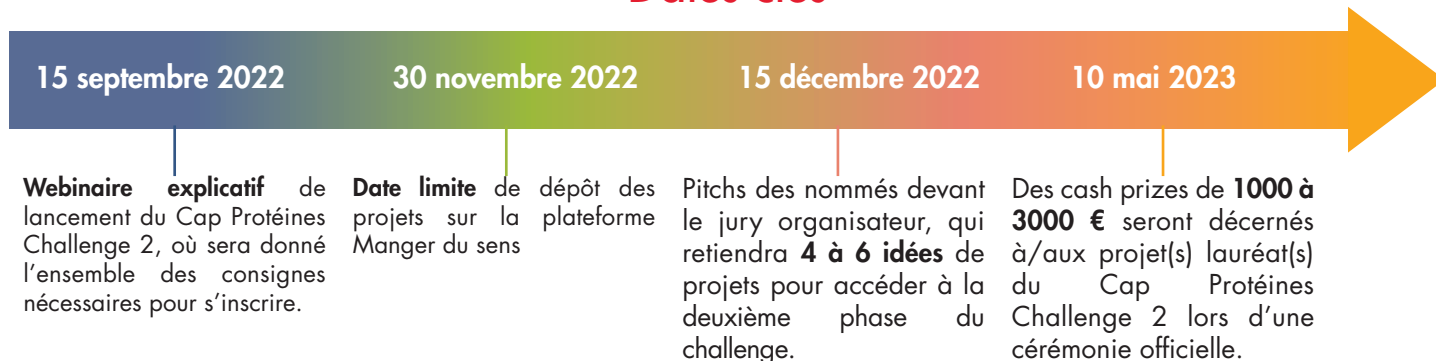 Dates clés
15 septembre 2022
30 novembre 2022
15 décembre 2022
10 mai 2023
Webinaire explicatif de
lancement du Cap Protéines
Challenge 2, où sera donné
l’ensemble des consignes
nécessaires pour s’inscrire.
Date limite de dépôt des
projets sur la plateforme
Manger du sens
Pitchs des nommés devant
le jury organisateur, qui
retiendra 4 à 6 idées de
projets pour accéder à la
deuxième phase du
challenge.
Des cash prizes de 1000 à
3000 € seront décernés
à/aux projet(s) lauréat(s)
du Cap Protéines
Challenge 2 lors d’une
cérémonie officielle.